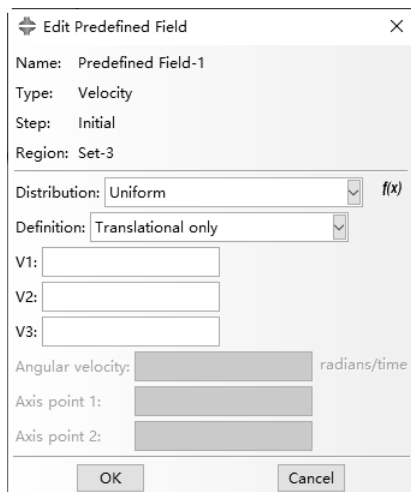 Edit Predefined Field
Name: Predefined Field-1
Type: Velocity
Step: Initial
Region: Set-3
Distribution: Uniform f(x)
Definition: Translational only
V1:
V2:
V3:
Angular velocity: radians/time
Axis point 1:
Axis point 2:
OK Cancel